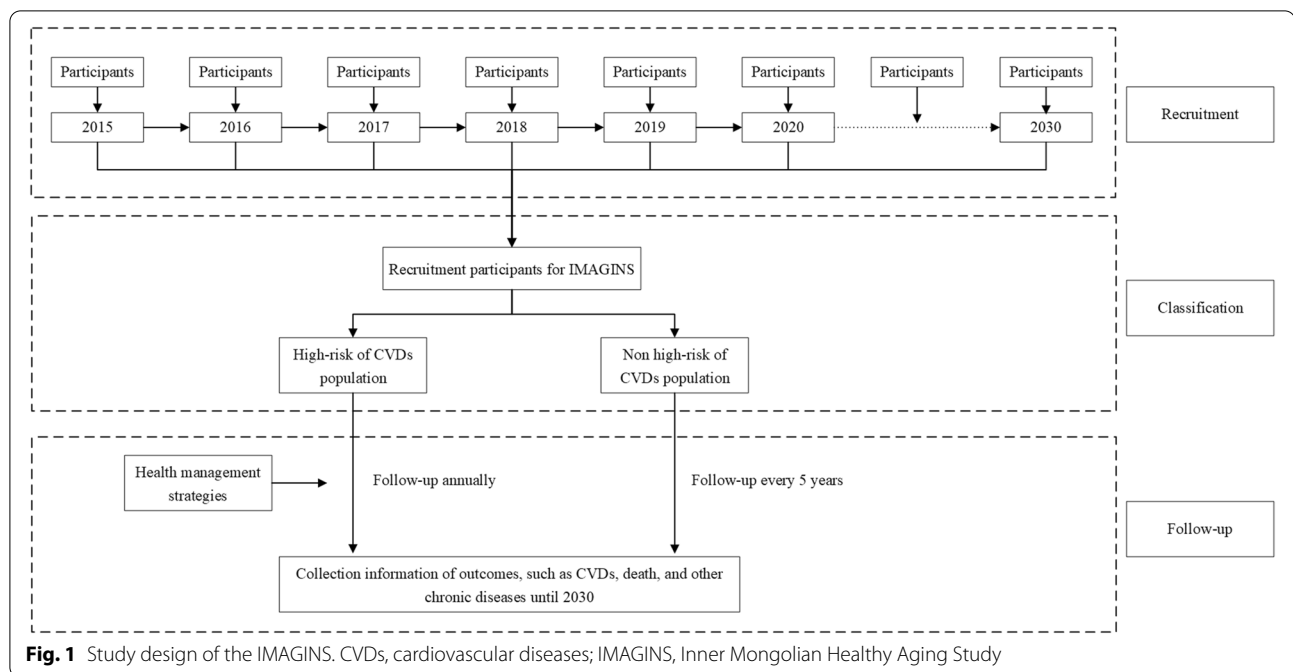 Participants Participants Participants Participants Participants Participants Participants Participants
2015 2016 2017 2018 2019 2020 2030
Recruitment
Recruitment participants for IMAGINS
High-risk of CVDs
population
Non high-risk of
CVDs population
Classification
Health management
strategies
Follow-up annually
Follow-up every 5 years
Collection information of outcomes, such as CVDs, death, and other
chronic diseases until 2030
Follow-up
Fig. 1 Study design of the IMAGINS. CVDs, cardiovascular diseases; IMAGINS, Inner Mongolian Healthy Aging Study